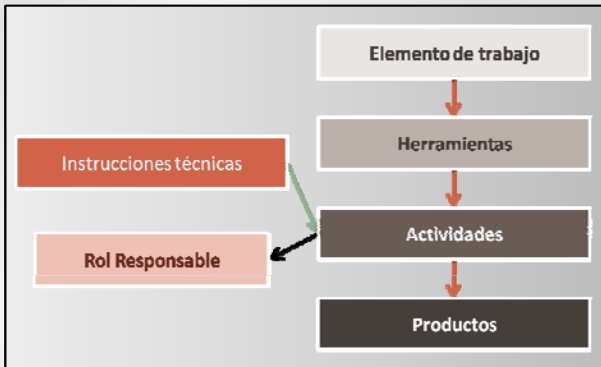 Elemento de trabajo
Herramientas
Instrucciones técnicas
Actividades
Rol Responsable
Productos